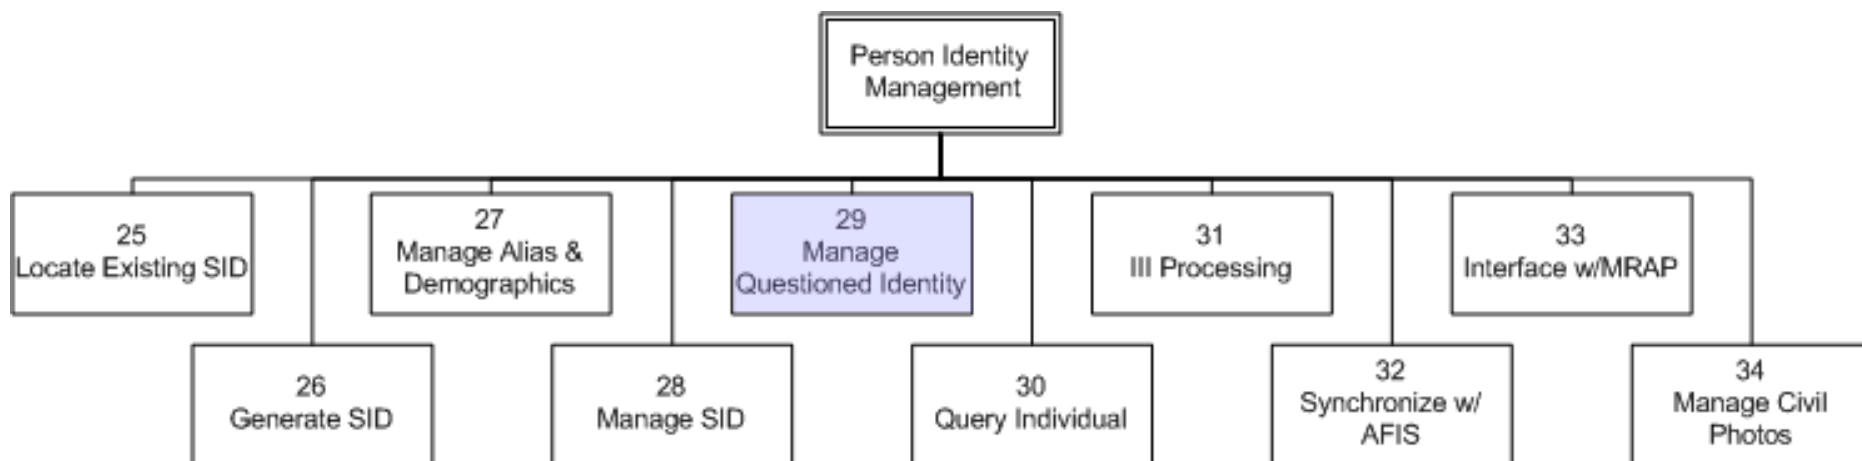 Person Identity
Management
25
Locate Existing SID
27
Manage Alias &
Demographics
29
Manage
Questioned Identity
31
III Processing
33
Interface w/MRAP
26
Generate SID
28
Manage SID
30
Query Individual
32
Synchronize w/
AFIS
34
Manage Civil
Photos